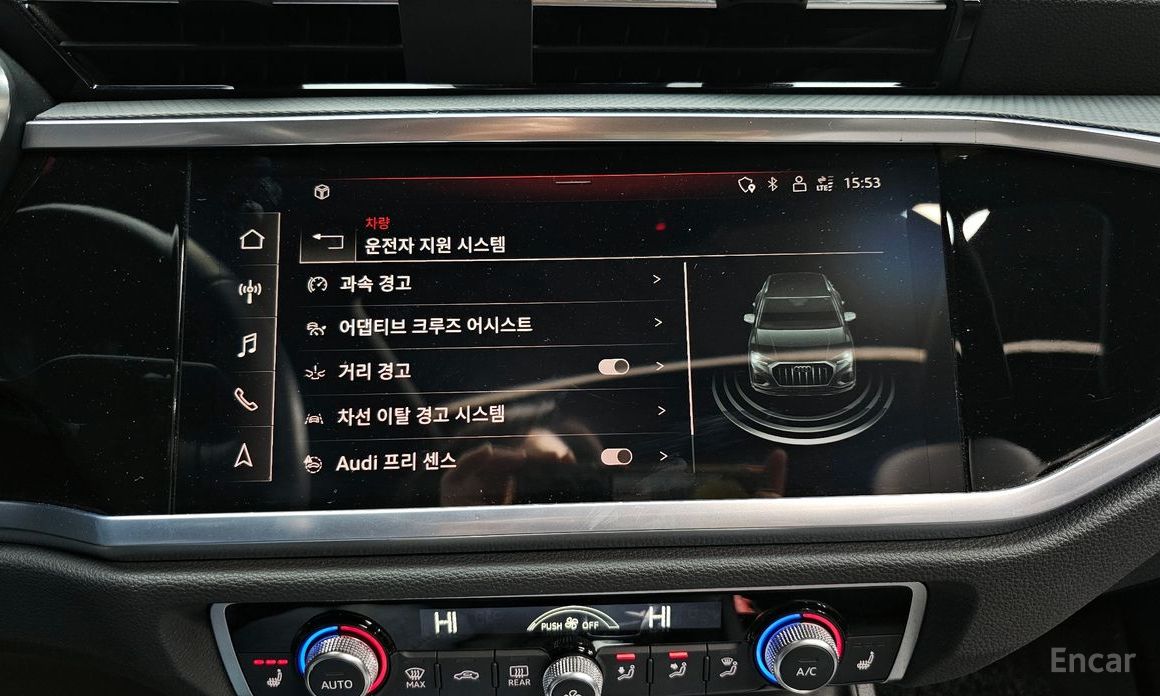 LTE 15:53
차량
운전자 지원 시스템
과속 경고
어댑티브 크루즈 어시스트
거리 경고
차선 이탈 경고 시스템
Audi 프리 센스
HI PUSH OFF HI
AUTO MAX REAR A/C
Encar